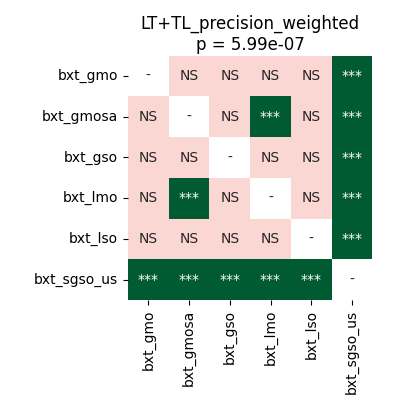 LT+TL_precision_weighted
p = 5.99e-07
bxt_gmo - NS NS NS NS ***
bxt_gmosa NS - NS *** NS ***
bxt_gso NS NS - NS NS ***
bxt_lmo NS *** NS - NS ***
bxt_lso NS NS NS NS - ***
bxt_sgso_us *** *** *** *** *** -
bxt_gmo
bxt_gmosa
bxt_gso
bxt_lmo
bxt_lso
bxt_sgso_us